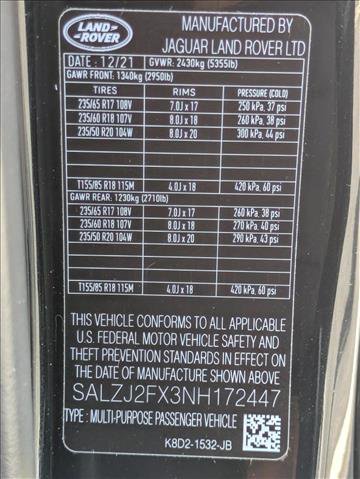 LAND
ROVER
MANUFACTURED BY
JAGUAR LAND ROVER LTD
DATE : 12/21 GVWR: 2430kg (5355lb)
GAWR FRONT: 1340kg (2950lb)
TIRES RIMS PRESSURE (COLD)
235/65 R17 108V 7.0J x 17 250 kPa, 37 psi
235/60 R18 107V 8.0J x 18 260 kPa, 38 psi
235/50 R20 104W 8.0J x 20 300 kPa, 44 psi
T155/85 R18 115M 4.0J x 18 420 kPa, 60 psi
GAWR REAR: 1230kg (2710lb)
235/65 R17 108V 7.0J x 17 260 kPa, 38 psi
235/60 R18 107V 8.0J x 18 270 kPa, 40 psi
235/50 R20 104W 8.0J x 20 290 kPa, 43 psi
T155/85 R18 115M 4.0J x 18 420 kPa, 60 psi
THIS VEHICLE CONFORMS TO ALL APPLICABLE
U.S. FEDERAL MOTOR VEHICLE SAFETY AND
THEFT PREVENTION STANDARDS IN EFFECT ON
THE DATE OF MANUFACTURE SHOWN ABOVE
SALZJ2FX3NH172447
TYPE : MULTI-PURPOSE PASSENGER VEHICLE
K8D2-1532-JB